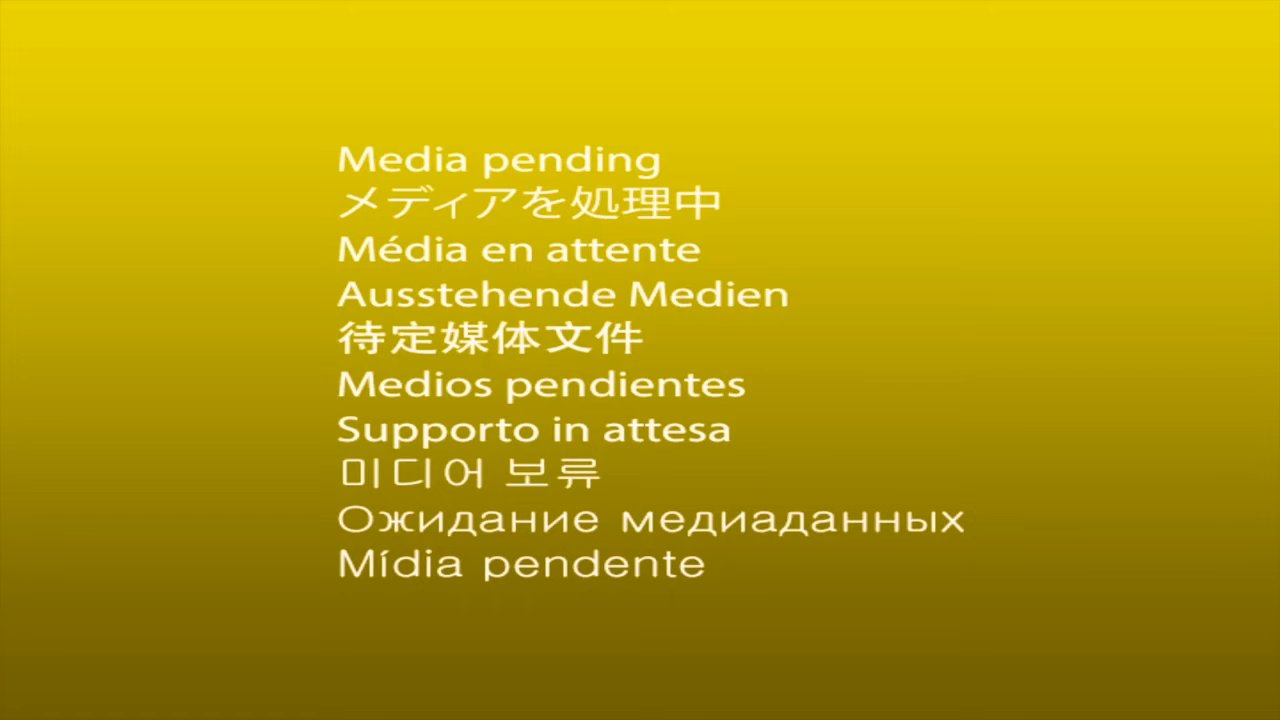 Media pending
メディアを処理中
Média en attente
Ausstehende Medien
待定媒体文件
Medios pendientes
Supporto in attesa
미디어 보류
Ожидание медиаданных
Mídia pendente